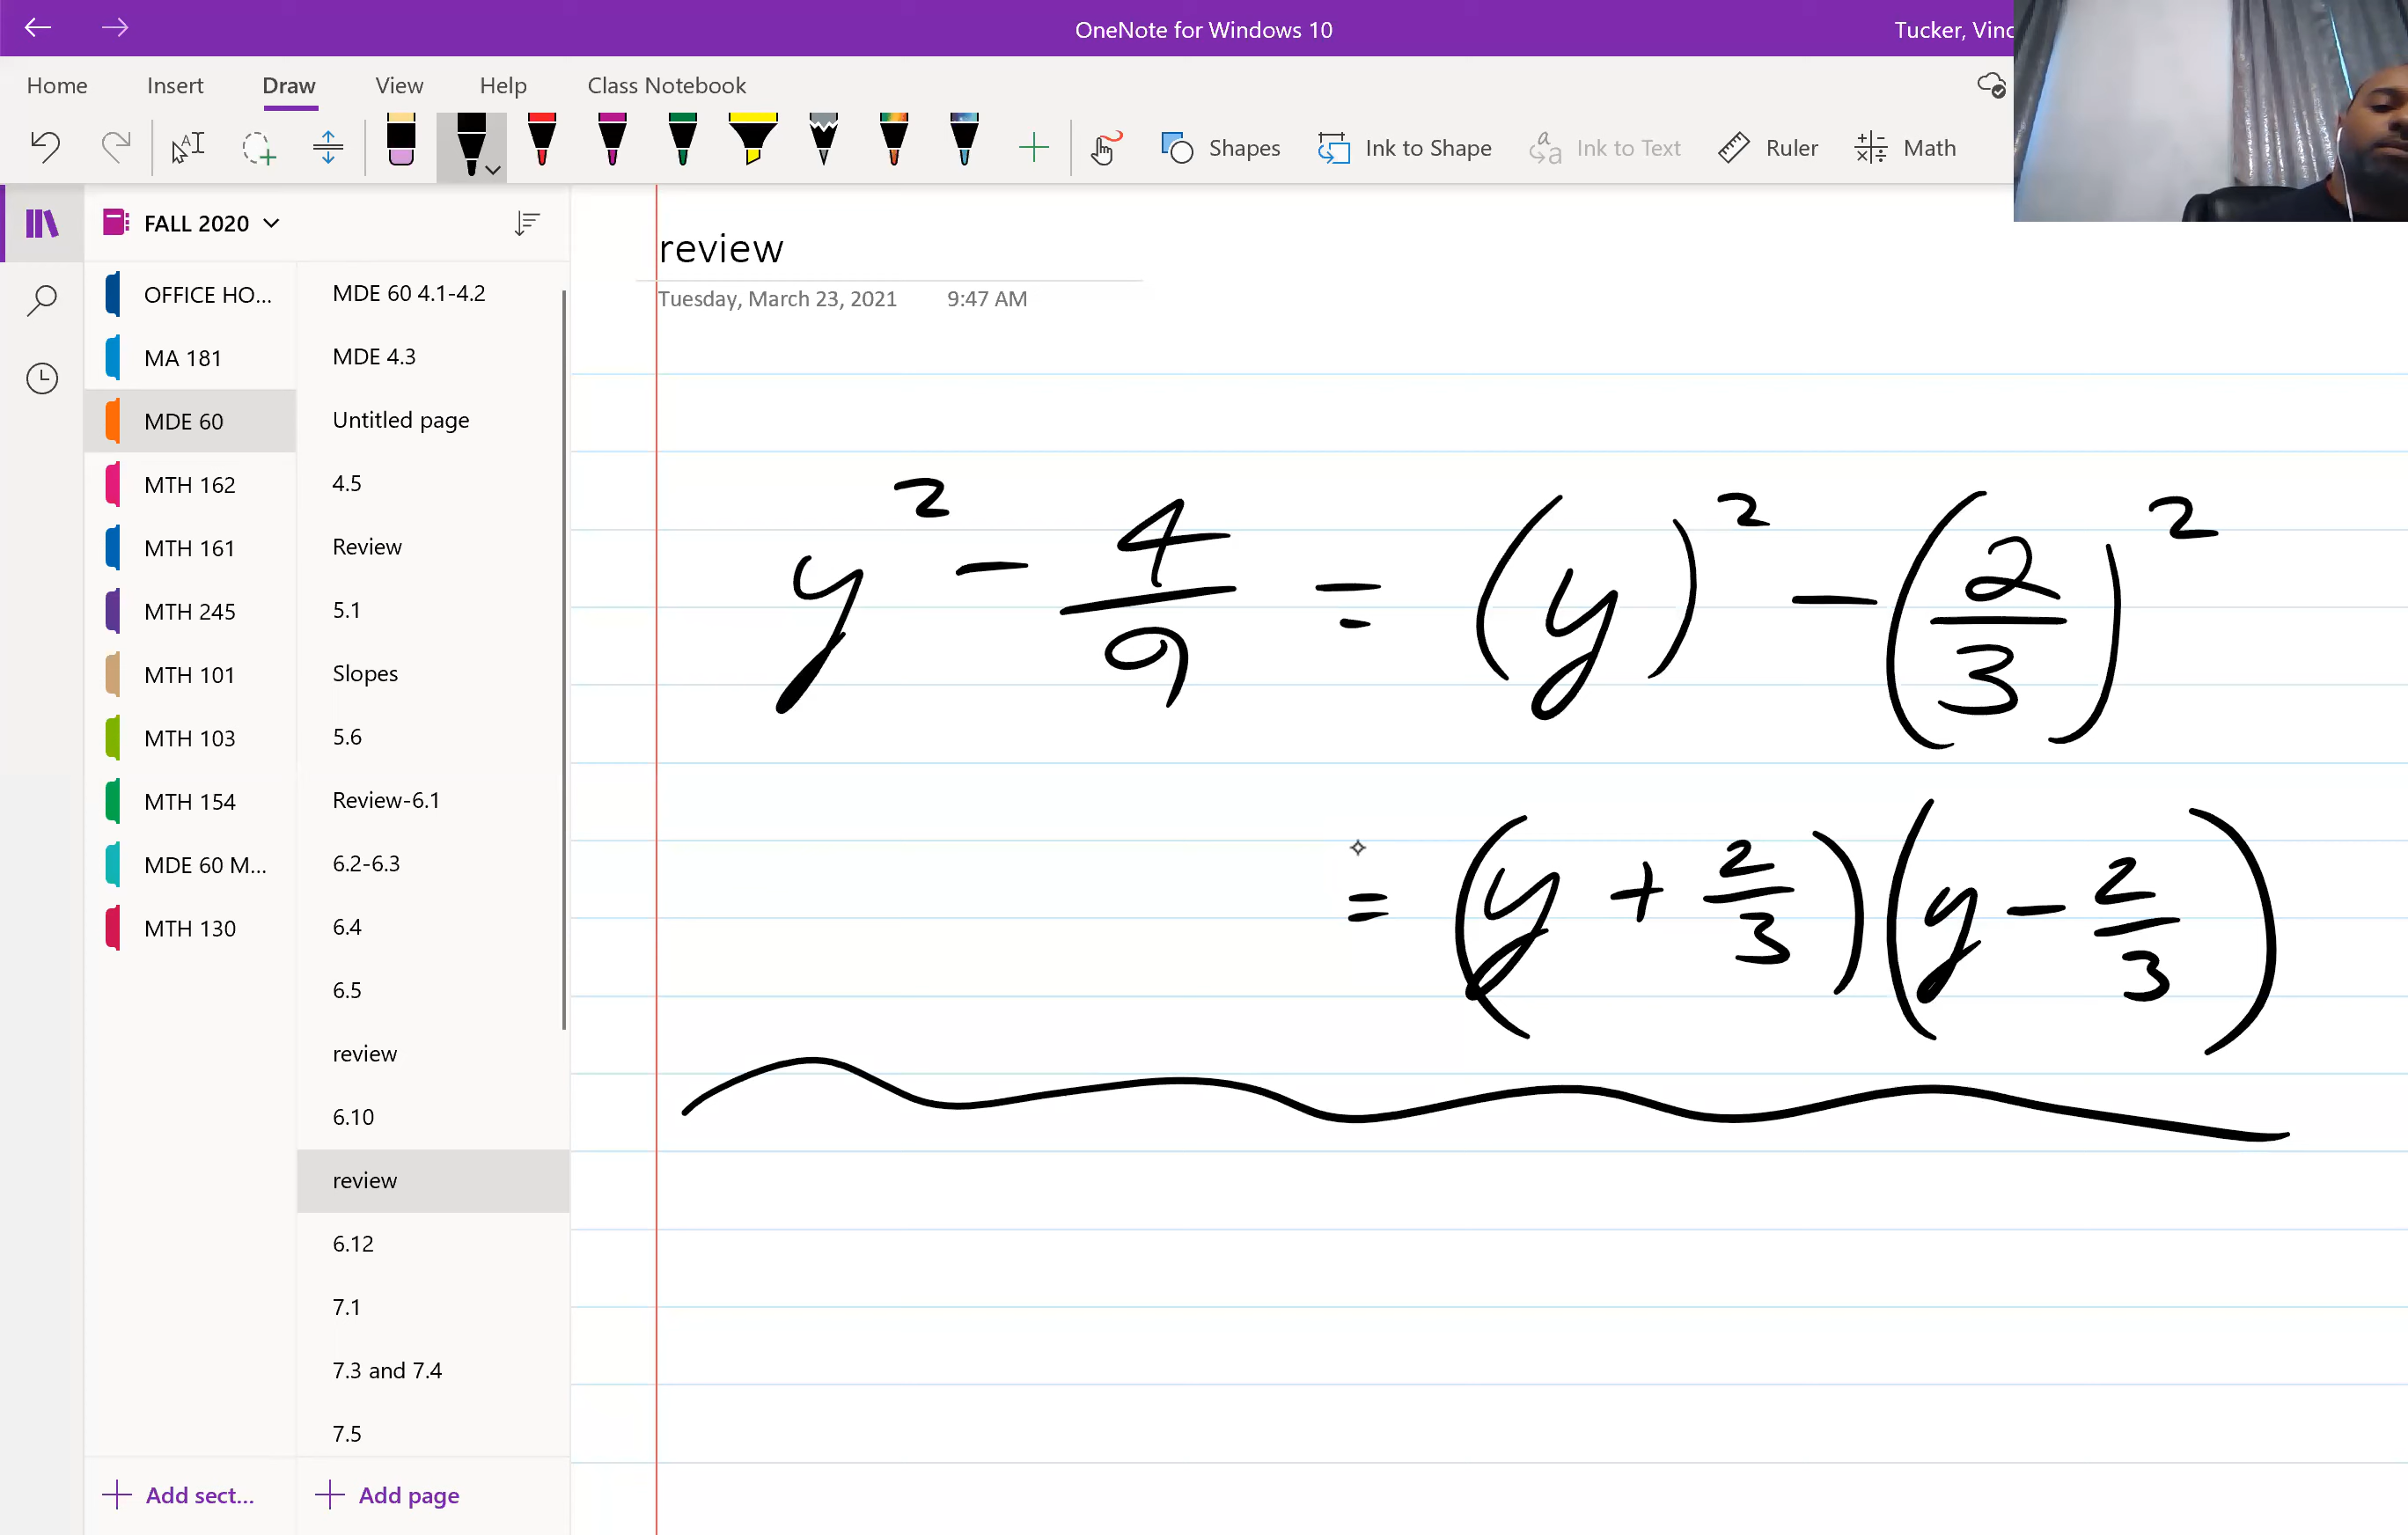 OneNote for Windows 10
Tucker, Vinc
Home Insert Draw View Help Class Notebook
Shapes Ink to Shape Ink to Text Ruler Math
FALL 2020
OFFICE HO...
MA 181
MDE 60
MTH 162
MTH 161
MTH 245
MTH 101
MTH 103
MTH 154
MDE 60 M...
MTH 130
Add sect...
MDE 60 4.1-4.2
MDE 4.3
Untitled page
4.5
Review
5.1
Slopes
5.6
Review-6.1
6.2-6.3
6.4
6.5
review
6.10
review
6.12
7.1
7.3 and 7.4
7.5
Add page
review
Tuesday, March 23, 2021 9:47 AM
y² - 4/9 = (y)² - (2/3)²
= (y + 2/3)(y - 2/3)